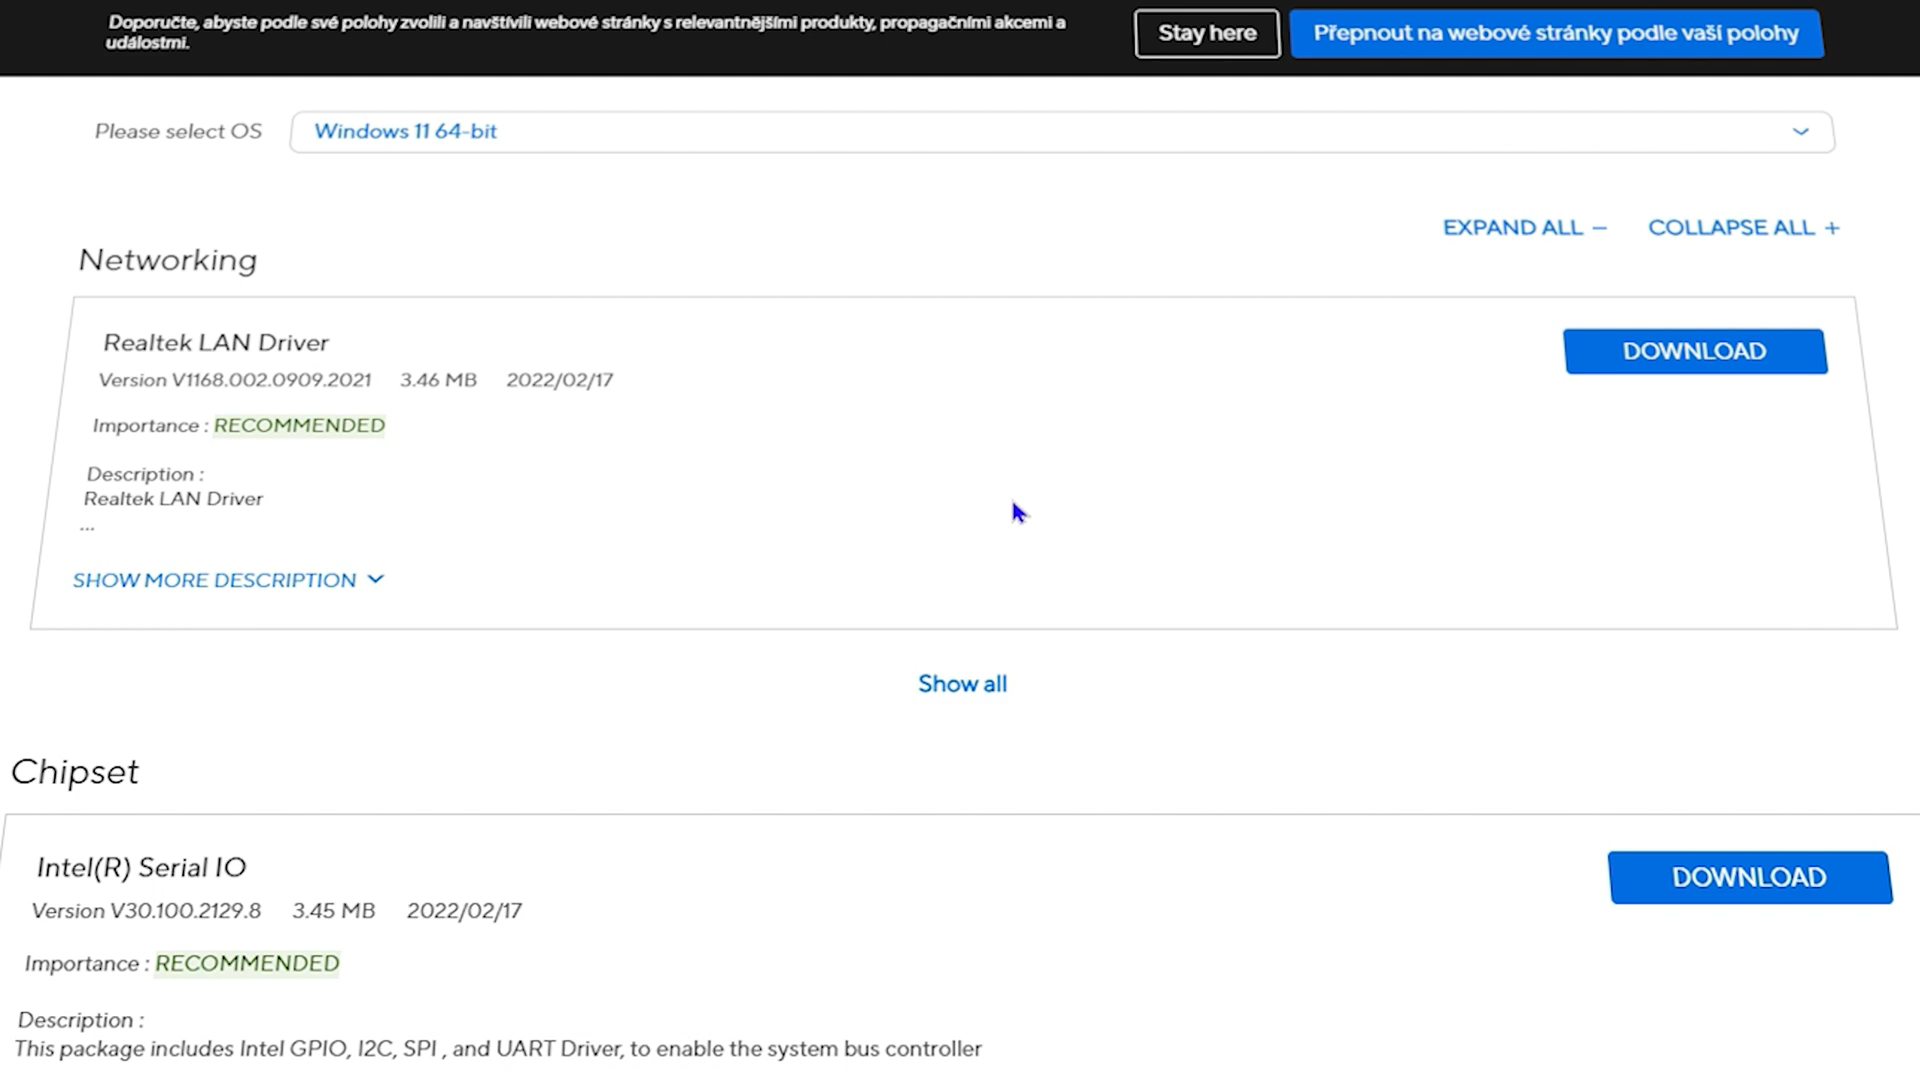 Doporučte, abyste podle své polohy zvolili a navštívili webové stránky s relevantnějšími produkty, propagačními akcemi a
událostmi.
Stay here
Přepnout na webové stránky podle vaší polohy
Please select OS
Windows 11 64-bit
EXPAND ALL −
COLLAPSE ALL +
Networking
Realtek LAN Driver
DOWNLOAD
Version V1168.002.0909.2021 3.46 MB 2022/02/17
Importance : RECOMMENDED
Description :
Realtek LAN Driver
...
SHOW MORE DESCRIPTION
Show all
Chipset
Intel(R) Serial IO
DOWNLOAD
Version V30.100.2129.8 3.45 MB 2022/02/17
Importance : RECOMMENDED
Description :
This package includes Intel GPIO, I2C, SPI , and UART Driver, to enable the system bus controller